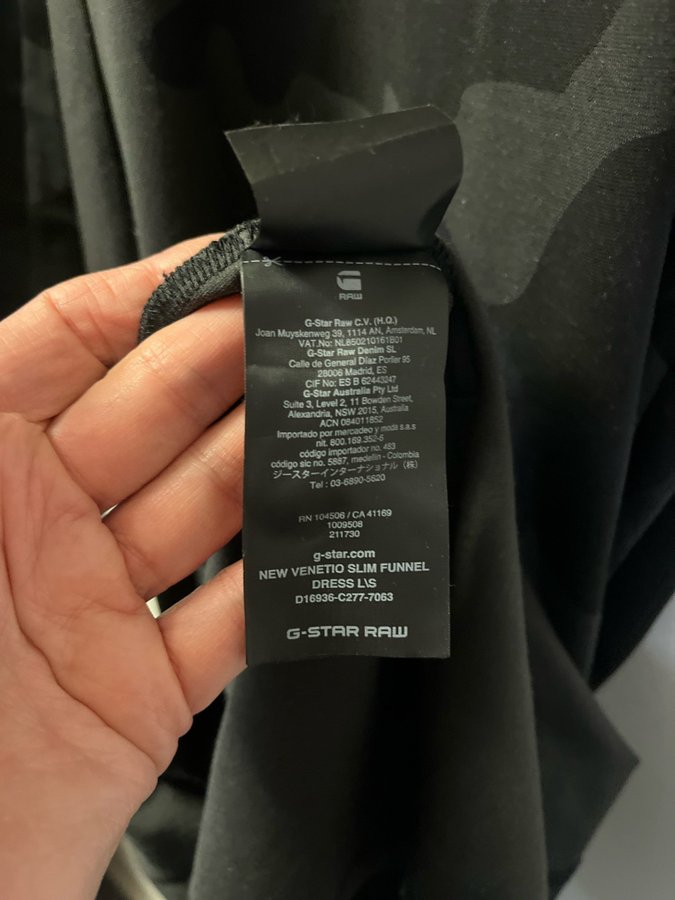 RAW
G-Star Raw C.V. (H.Q.)
Joan Muyskenweg 39, 1114 AN, Amsterdam, NL
VAT.No: NL850210161B01
G-Star Raw Denim SL
Calle de General Díaz Porlier 95
28006 Madrid, ES
CIF No: ES B 62443247
G-Star Australia Pty Ltd
Suite 3, Level 2, 11 Bowden Street,
Alexandria, NSW 2015, Australia
ACN 084011852
Importado por mercadeo y moda s.a.s
nit. 800.169.352-6
código importador no. 463
código sic no. 5887, medellin - Colombia
ジースターインターナショナル (株)
Tel : 03-6890-5620
RN 104506 / CA 41169
1009508
211730
g-star.com
NEW VENETIO SLIM FUNNEL
DRESS L\S
D16936-C277-7063
G-STAR RAW